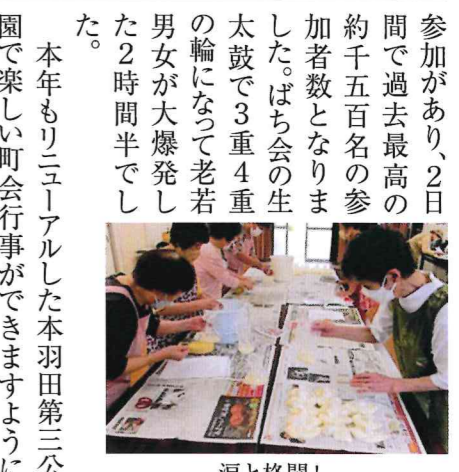 参加があり、2日
間で過去最高の
約千五百名の参
加者数となりま
した。ばち会の生
太鼓で3重4重
の輪になって老若
男女が大爆発し
た2時間半でし
た。
本年もリニューアルした本羽田第三公
園で楽しい町会行事ができますように
涙と格闘！